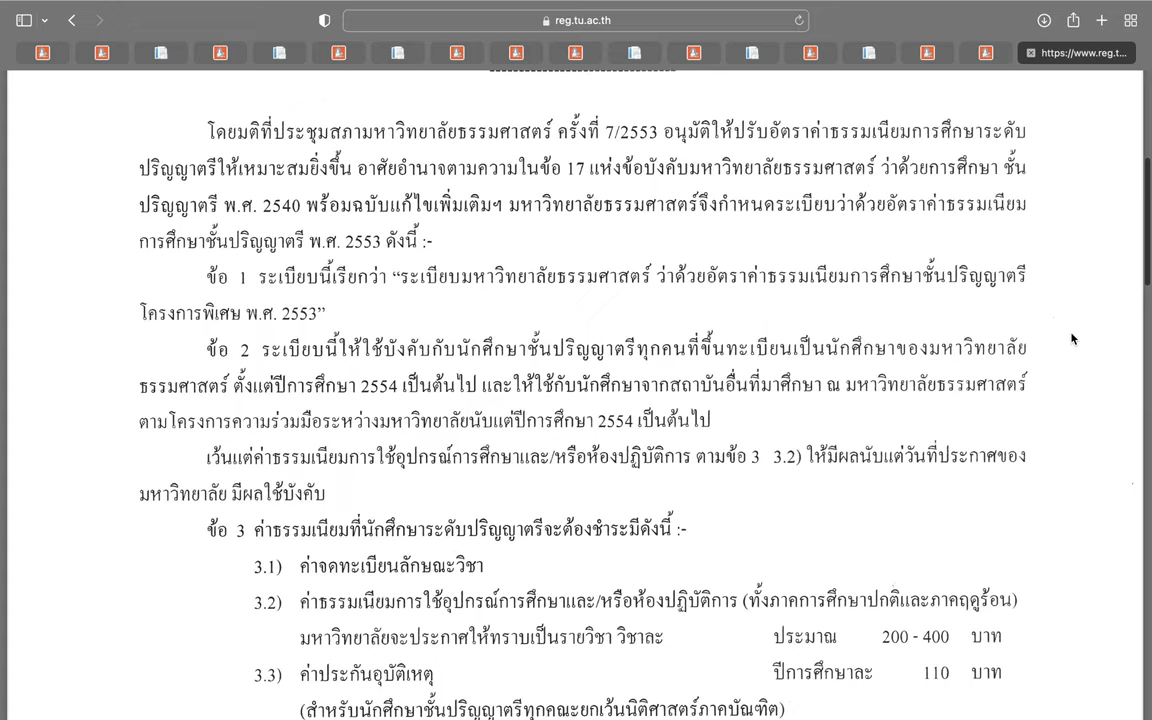 reg.tu.ac.th
https://www.reg.t...
โดยมติที่ประชุมสภามหาวิทยาลัยธรรมศาสตร์ ครั้งที่ 7/2553 อนุมัติให้ปรับอัตราค่าธรรมเนียมการศึกษาระดับ
ปริญญาตรีให้เหมาะสมยิ่งขึ้น อาศัยอำนาจตามความในข้อ 17 แห่งข้อบังคับมหาวิทยาลัยธรรมศาสตร์ ว่าด้วยการศึกษา ชั้น
ปริญญาตรี พ.ศ. 2540 พร้อมฉบับแก้ไขเพิ่มเติมฯ มหาวิทยาลัยธรรมศาสตร์จึงกำหนดระเบียบว่าด้วยอัตราค่าธรรมเนียม
การศึกษาชั้นปริญญาตรี พ.ศ. 2553 ดังนี้ :-
ข้อ 1 ระเบียบนี้เรียกว่า “ระเบียบมหาวิทยาลัยธรรมศาสตร์ ว่าด้วยอัตราค่าธรรมเนียมการศึกษาชั้นปริญญาตรี
โครงการพิเศษ พ.ศ. 2553”
ข้อ 2 ระเบียบนี้ให้ใช้บังคับกับนักศึกษาชั้นปริญญาตรีทุกคนที่ขึ้นทะเบียนเป็นนักศึกษาของมหาวิทยาลัย
ธรรมศาสตร์ ตั้งแต่ปีการศึกษา 2554 เป็นต้นไป และให้ใช้กับนักศึกษาจากสถาบันอื่นที่มาศึกษา ณ มหาวิทยาลัยธรรมศาสตร์
ตามโครงการความร่วมมือระหว่างมหาวิทยาลัยนับแต่ปีการศึกษา 2554 เป็นต้นไป
เว้นแต่ค่าธรรมเนียมการใช้อุปกรณ์การศึกษาและ/หรือห้องปฏิบัติการ ตามข้อ 3 3.2) ให้มีผลนับแต่วันที่ประกาศของ
มหาวิทยาลัย มีผลใช้บังคับ
ข้อ 3 ค่าธรรมเนียมที่นักศึกษาระดับปริญญาตรีจะต้องชำระมีดังนี้ :-
3.1) ค่าจดทะเบียนลักษณะวิชา
3.2) ค่าธรรมเนียมการใช้อุปกรณ์การศึกษาและ/หรือห้องปฏิบัติการ (ทั้งภาคการศึกษาปกติและภาคฤดูร้อน)
มหาวิทยาลัยจะประกาศให้ทราบเป็นรายวิชา วิชาละ ประมาณ 200 - 400 บาท
3.3) ค่าประกันอุบัติเหตุ ปีการศึกษาละ 110 บาท
(สำหรับนักศึกษาชั้นปริญญาตรีทุกคณะยกเว้นนิติศาสตร์ภาคบัณฑิต)